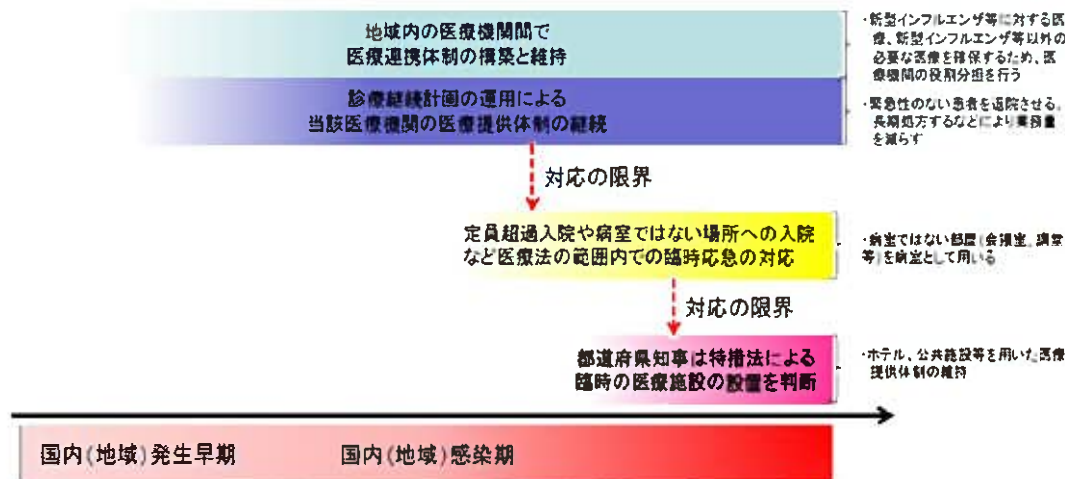 地域内の医療機関間で
医療連携体制の構築と維持
・新型インフルエンザ等に対する医
療、新型インフルエンザ等以外の
必要な医療を確保するため、医
療機関の役割分担を行う
診療継続計画の運用による
当該医療機関の医療提供体制の継続
・緊急性のない患者を退院させる、
長期処方するなどにより業務量
を減らす
対応の限界
定員超過入院や病室ではない場所への入院
など医療法の範囲内での臨時応急の対応
・病室ではない部屋(会議室、講堂
等)を病室として用いる
対応の限界
都道府県知事は特措法による
臨時の医療施設の設置を判断
・ホテル、公共施設等を用いた医療
提供体制の維持
国内(地域)発生早期
国内(地域)感染期